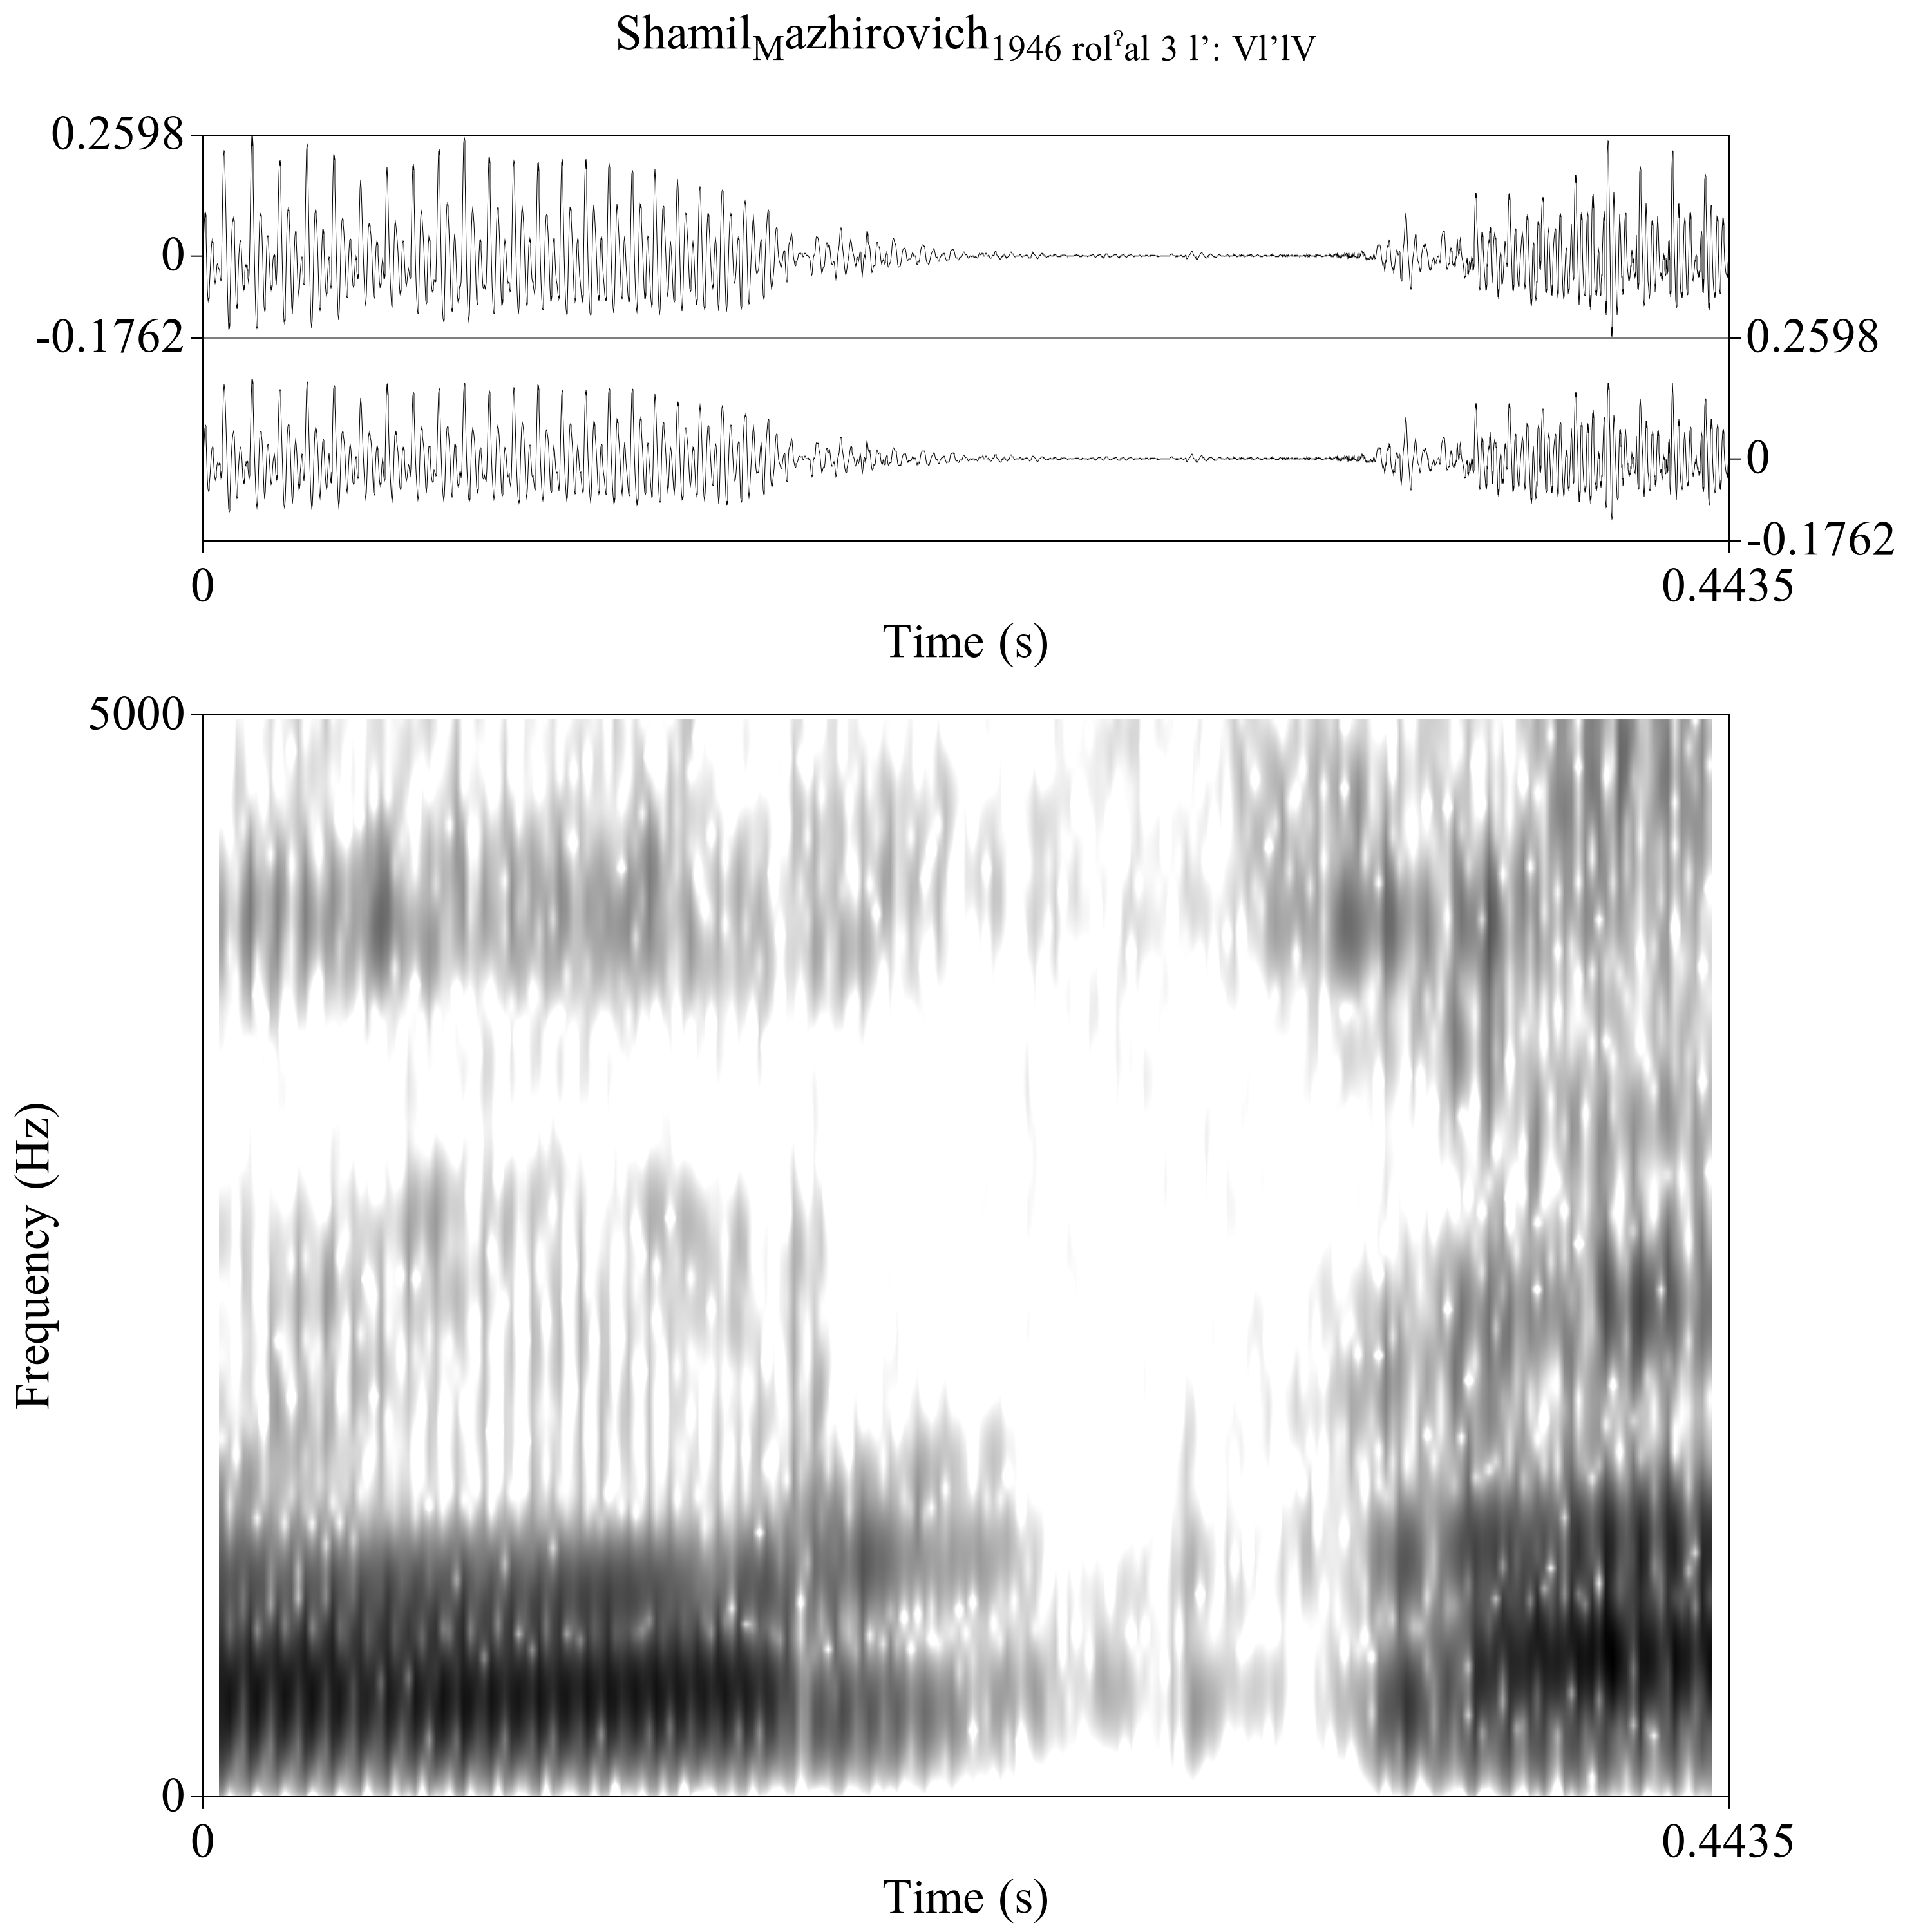 Shamil_Mazhirovich_1946 rolˀal 3 l’: Vl’lV
0.2598
0
-0.1762
0.2598
0
-0.1762
0 0.4435
Time (s)
5000
Frequency (Hz)
0
0 0.4435
Time (s)